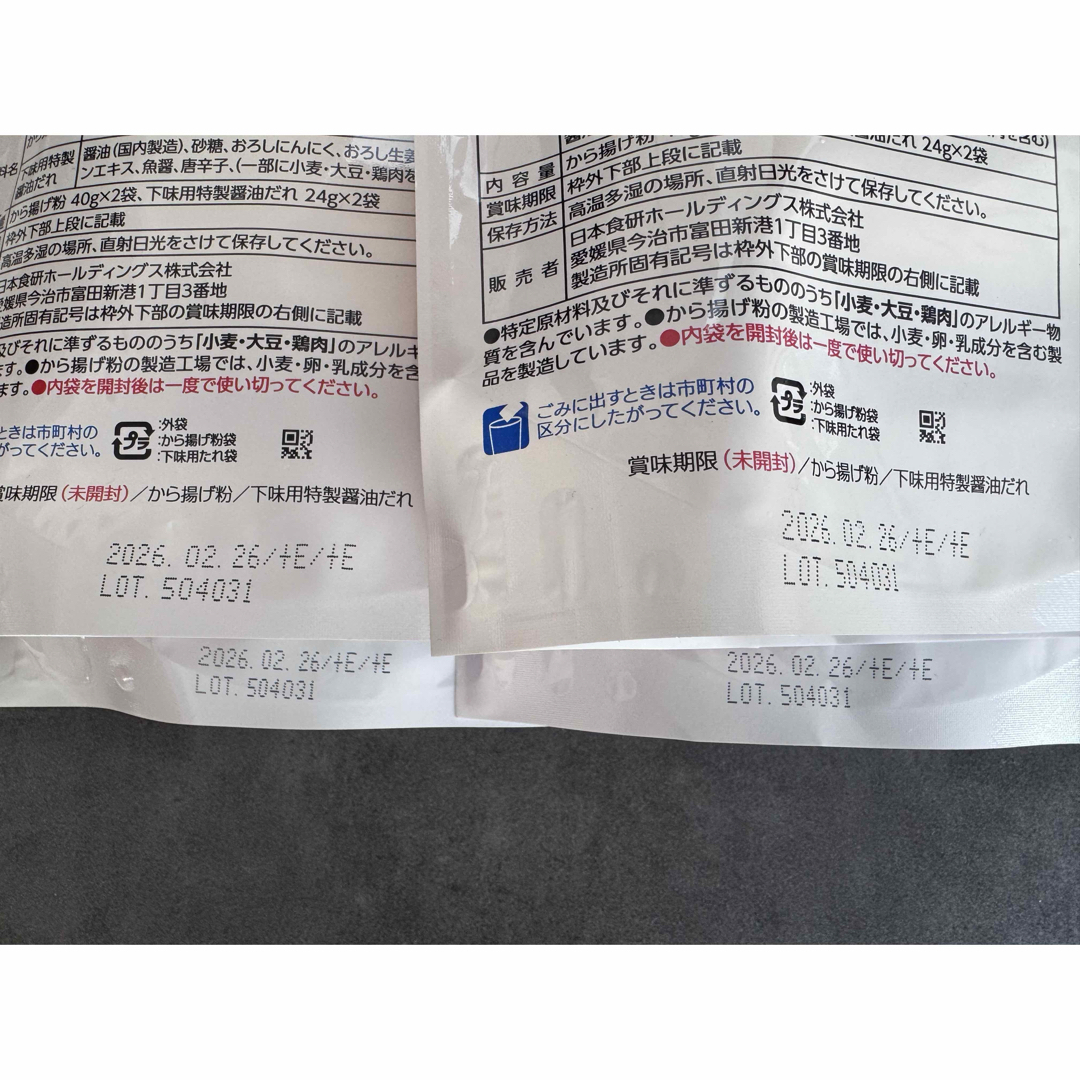 料名
下味用特製
醤油だれ
醤油(国内製造)、砂糖、おろしにんにく、おろし生姜
ンエキス、魚醤、唐辛子、(一部に小麦・大豆・鶏肉を
から揚げ粉 40g×2袋、下味用特製醤油だれ 24g×2袋
枠外下部上段に記載
高温多湿の場所、直射日光をさけて保存してください。
日本食研ホールディングス株式会社
愛媛県今治市富田新港1丁目3番地
造所固有記号は枠外下部の賞味期限の右側に記載
及びそれに準ずるもののうち「小麦・大豆・鶏肉」のアレルギ
ます。●から揚げ粉の製造工場では、小麦・卵・乳成分を含
ます。●内袋を開封後は一度で使い切ってください。
ときは市町村の
がってください。
プラ
:外袋
:から揚げ粉袋
:下味用たれ袋
賞味期限(未開封)/から揚げ粉/下味用特製醤油だれ
2026.02.26/+E/+E
LOT.504031
2026.02.26/+E/+E
LOT.504031
内容量
から揚げ粉
醤油だれ 24g×2袋
賞味期限
枠外下部上段に記載
保存方法
高温多湿の場所、直射日光をさけて保存してください。
販売者
日本食研ホールディングス株式会社
愛媛県今治市富田新港1丁目3番地
製造所固有記号は枠外下部の賞味期限の右側に記載
●特定原材料及びそれに準ずるもののうち「小麦・大豆・鶏肉」のアレルギー物
質を含んでいます。●から揚げ粉の製造工場では、小麦・卵・乳成分を含む製
品を製造しています。●内袋を開封後は一度で使い切ってください。
ごみに出すときは市町村の
区分にしたがってください。
プラ
:外袋
:から揚げ粉袋
:下味用たれ袋
賞味期限(未開封)/から揚げ粉/下味用特製醤油だれ
2026.02.26/+E/+E
LOT.504031
2026.02.26/+E/+E
LOT.504031